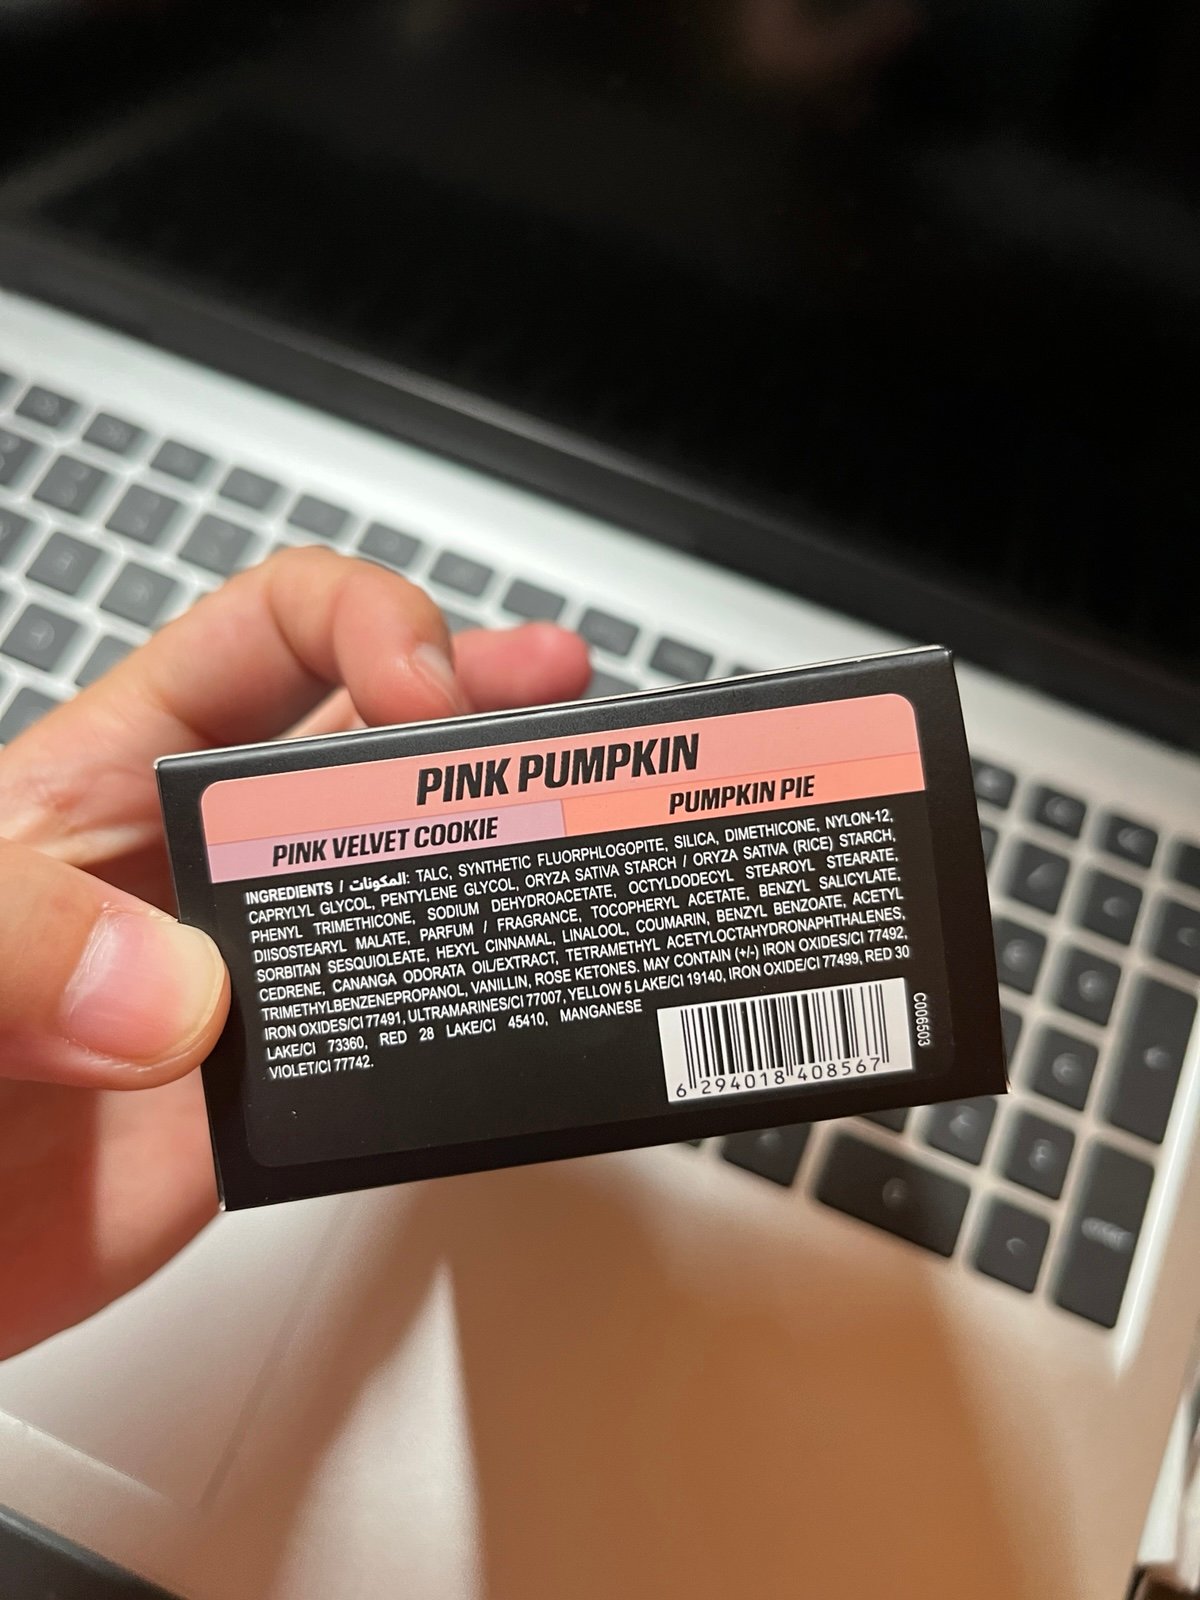 PINK PUMPKIN
PINK VELVET COOKIE
PUMPKIN PIE
INGREDIENTS / المكونات: TALC, SYNTHETIC FLUORPHLOGOPITE, SILICA, DIMETHICONE, NYLON-12,
CAPRYLYL GLYCOL, PENTYLENE GLYCOL, ORYZA SATIVA STARCH / ORYZA SATIVA (RICE) STARCH,
PHENYL TRIMETHICONE, SODIUM DEHYDROACETATE, OCTYLDODECYL STEAROYL STEARATE,
DIISOSTEARYL MALATE, PARFUM / FRAGRANCE, TOCOPHERYL ACETATE, BENZYL SALICYLATE,
SORBITAN SESQUIOLEATE, HEXYL CINNAMAL, LINALOOL, COUMARIN, BENZYL BENZOATE, ACETYL
CEDRENE, CANANGA ODORATA OIL/EXTRACT, TETRAMETHYL ACETYLOCTAHYDRONAPHTHALENES,
TRIMETHYLBENZENEPROPANOL, VANILLIN, ROSE KETONES. MAY CONTAIN (+/-) IRON OXIDES/CI 77492,
IRON OXIDES/CI 77491, ULTRAMARINES/CI 77007, YELLOW 5 LAKE/CI 19140, IRON OXIDE/CI 77499, RED 30
LAKE/CI 73360, RED 28 LAKE/CI 45410, MANGANESE
VIOLET/CI 77742.
6 294018 408567
C006503